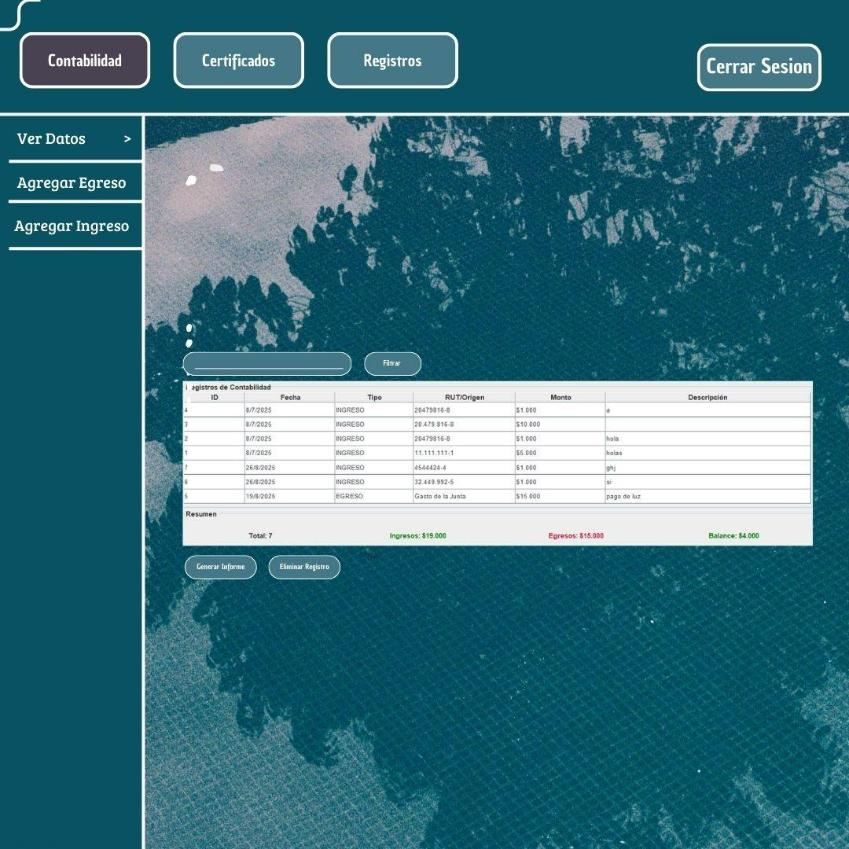 Contabilidad Certificados Registros Cerrar Sesion
Ver Datos >
Agregar Egreso
Agregar Ingreso
Filtrar
egistros de Contabilidad
ID Fecha Tipo RUT/Origen Monto Descripción
4 8/7/2025 INGRESO 20479816-8 $1.000 a
3 8/7/2025 INGRESO 20.479.816-8 $10.000
2 8/7/2025 INGRESO 20479816-8 $1.000 hola
1 8/7/2025 INGRESO 11.111.111-1 $5.000 holas
7 26/8/2025 INGRESO 4544424-4 $1.000 ghj
6 26/8/2025 INGRESO 32.449.992-5 $1.000 si
5 19/8/2025 EGRESO Gasto de la Junta $15.000 pago de luz
Resumen
Total: 7 Ingresos: $19.000 Egresos: $15.000 Balance: $4.000
Generar Informe Eliminar Registro